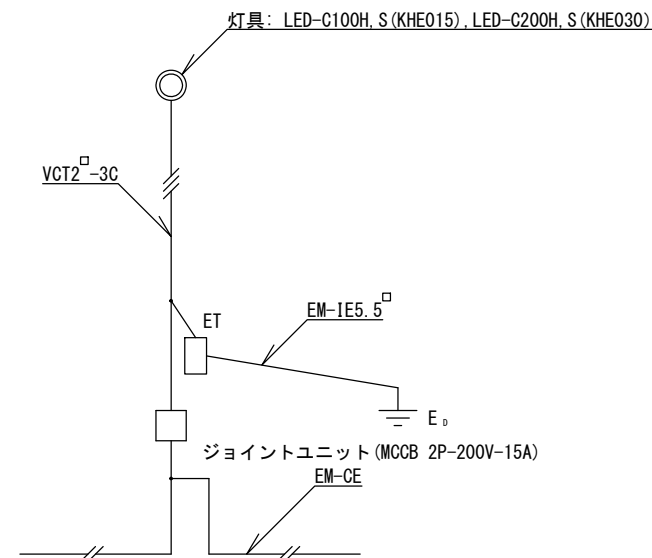 灯具: LED-C100H,S(KHE015),LED-C200H,S(KHE030)
VCT2□-3C
ET
EM-IE5.5□
ED
ジョイントユニット(MCCB 2P-200V-15A)
EM-CE